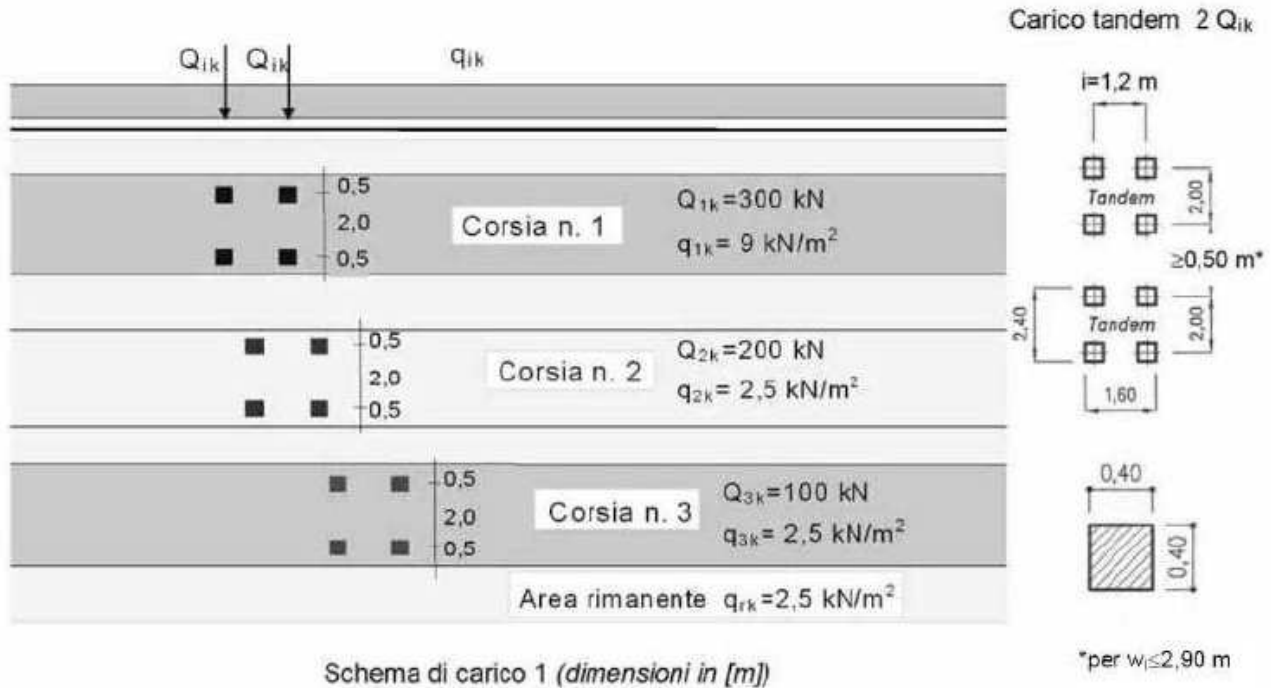 Carico tandem 2 Qik
Qik Qik qik
i=1,2 m
0,5
2,0
0,5
Corsia n. 1
Q1k=300 kN
q1k= 9 kN/m²
Tandem
2,00
≥0,50 m*
0,5
2,0
0,5
Corsia n. 2
Q2k=200 kN
q2k= 2,5 kN/m²
2,40
Tandem
2,00
1,60
0,5
2,0
0,5
Corsia n. 3
Q3k=100 kN
q3k= 2,5 kN/m²
0,40
0,40
Area rimanente qrk=2,5 kN/m²
Schema di carico 1 (dimensioni in [m])
*per wl≤2,90 m